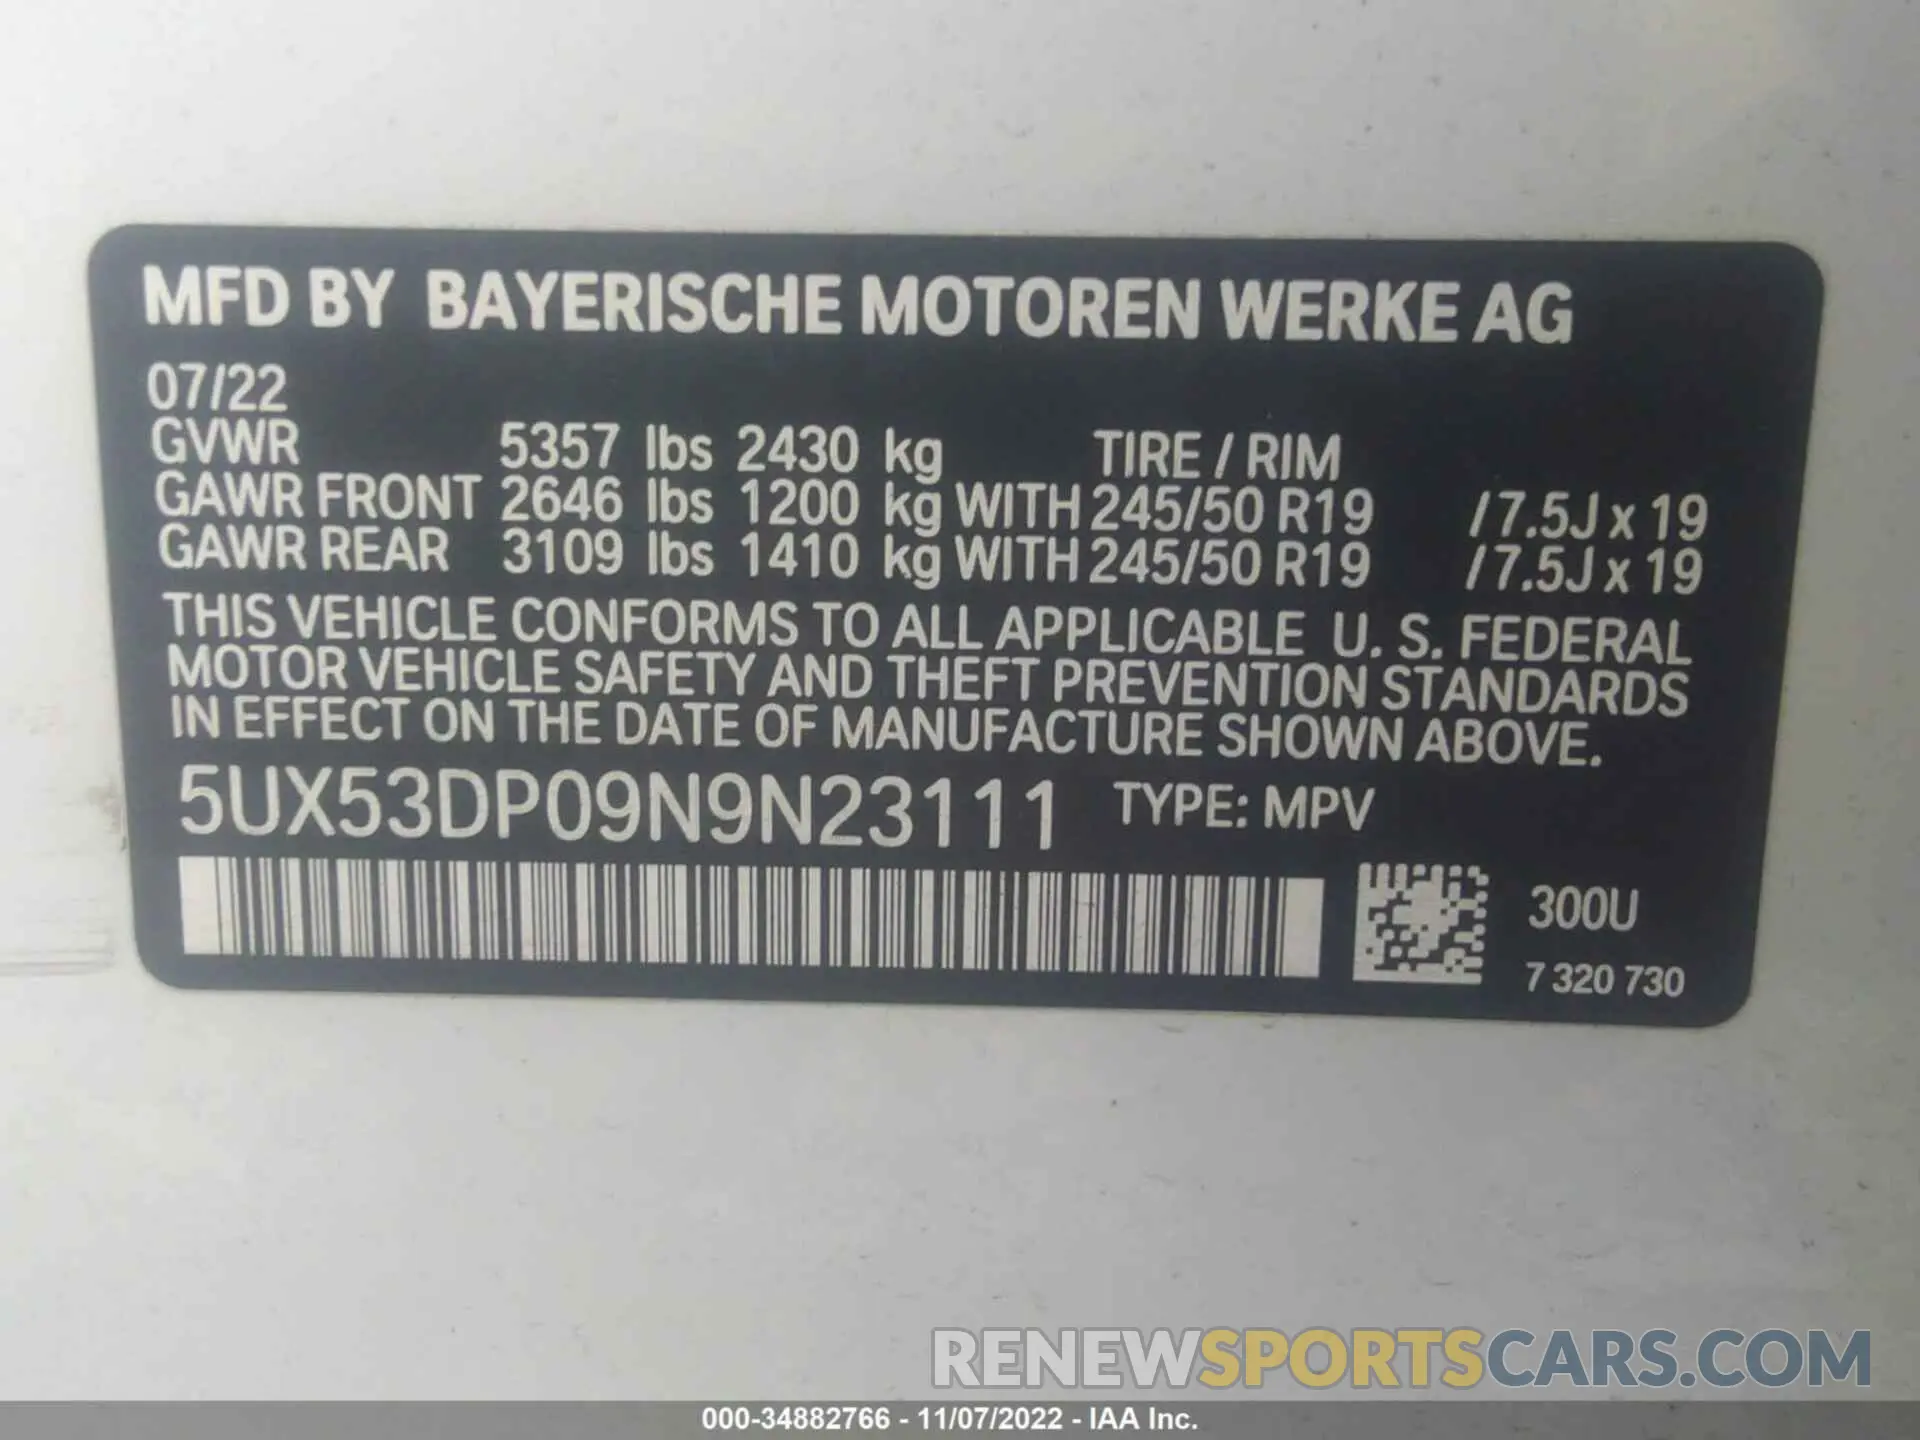 MFD BY BAYERISCHE MOTOREN WERKE AG
07/22
GVWR 5357 lbs 2430 kg TIRE / RIM
GAWR FRONT 2646 lbs 1200 kg WITH 245/50 R19 /7.5J x 19
GAWR REAR 3109 lbs 1410 kg WITH 245/50 R19 /7.5J x 19
THIS VEHICLE CONFORMS TO ALL APPLICABLE U. S. FEDERAL
MOTOR VEHICLE SAFETY AND THEFT PREVENTION STANDARDS
IN EFFECT ON THE DATE OF MANUFACTURE SHOWN ABOVE.
5UX53DP09N9N23111 TYPE: MPV
300U
7 320 730
RENEWSPORTSCARS.COM
000-34882766 - 11/07/2022 - IAA Inc.